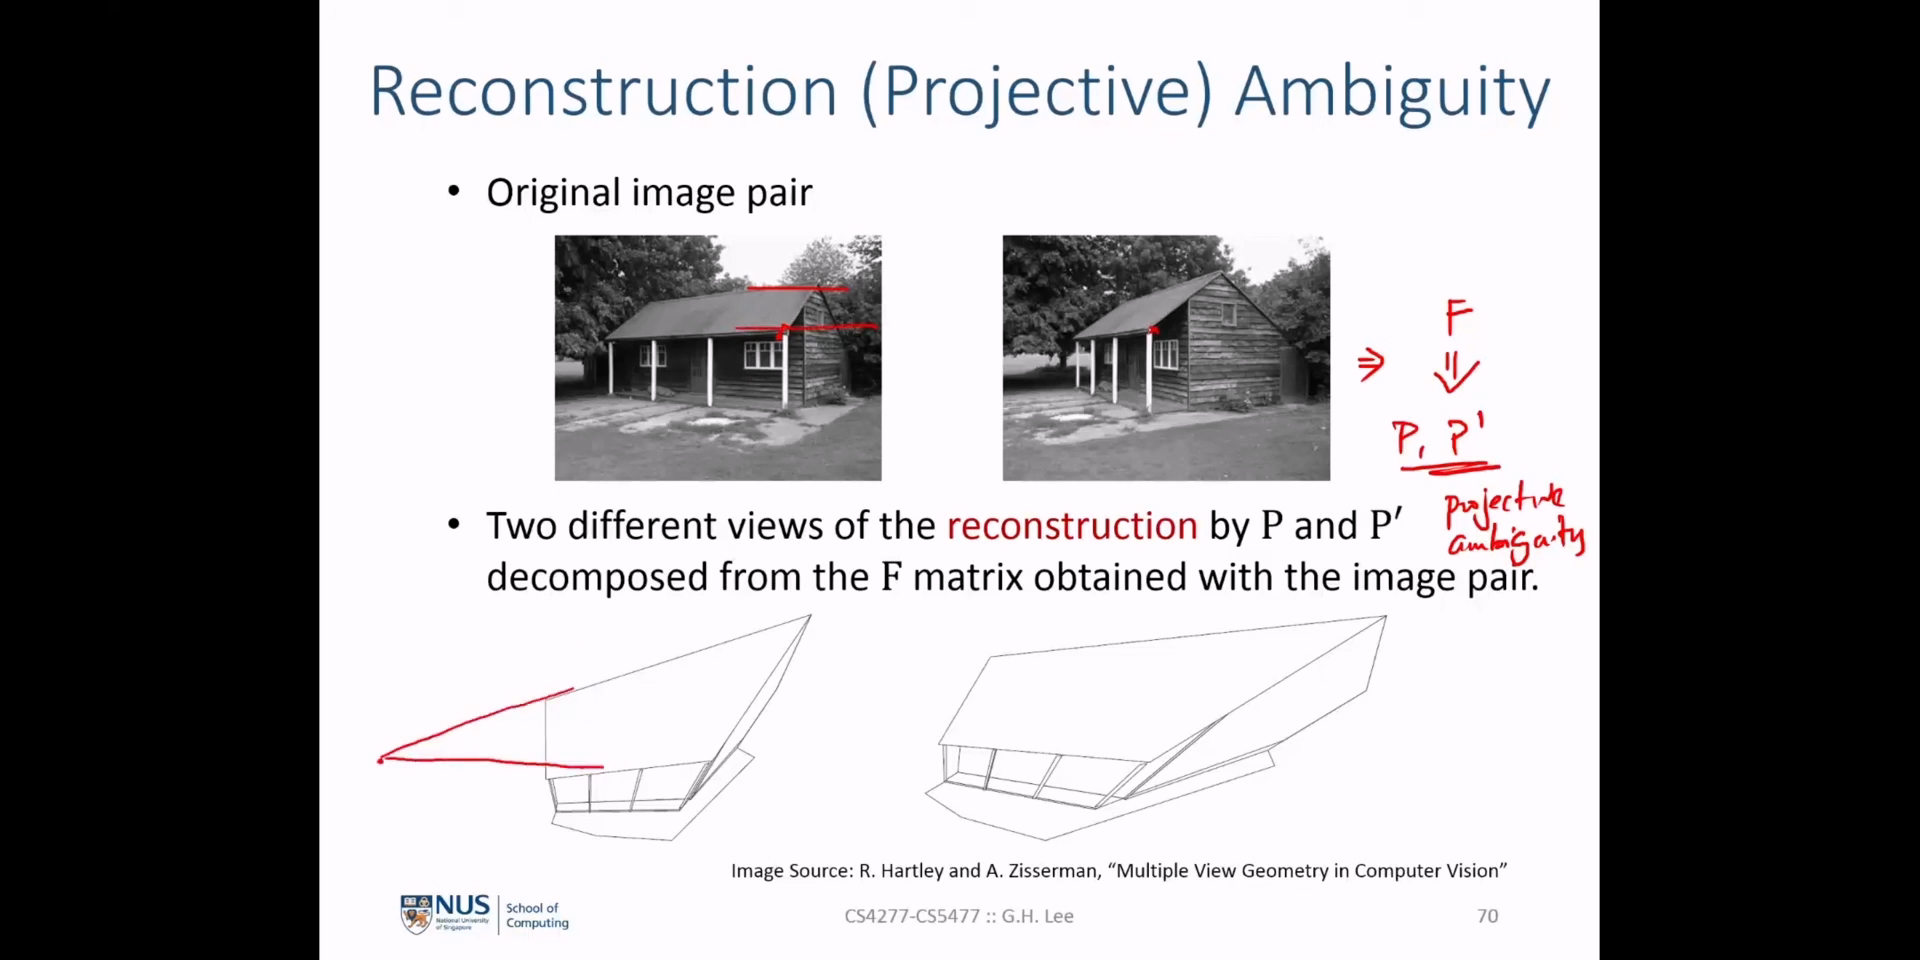 Reconstruction (Projective) Ambiguity
• Original image pair
F
⇒ ⇓
P, P'
projective
ambiguity
• Two different views of the reconstruction by P and P′
decomposed from the F matrix obtained with the image pair.
Image Source: R. Hartley and A. Zisserman, “Multiple View Geometry in Computer Vision”
NUS
National University
of Singapore
School of
Computing
CS4277-CS5477 :: G.H. Lee
70